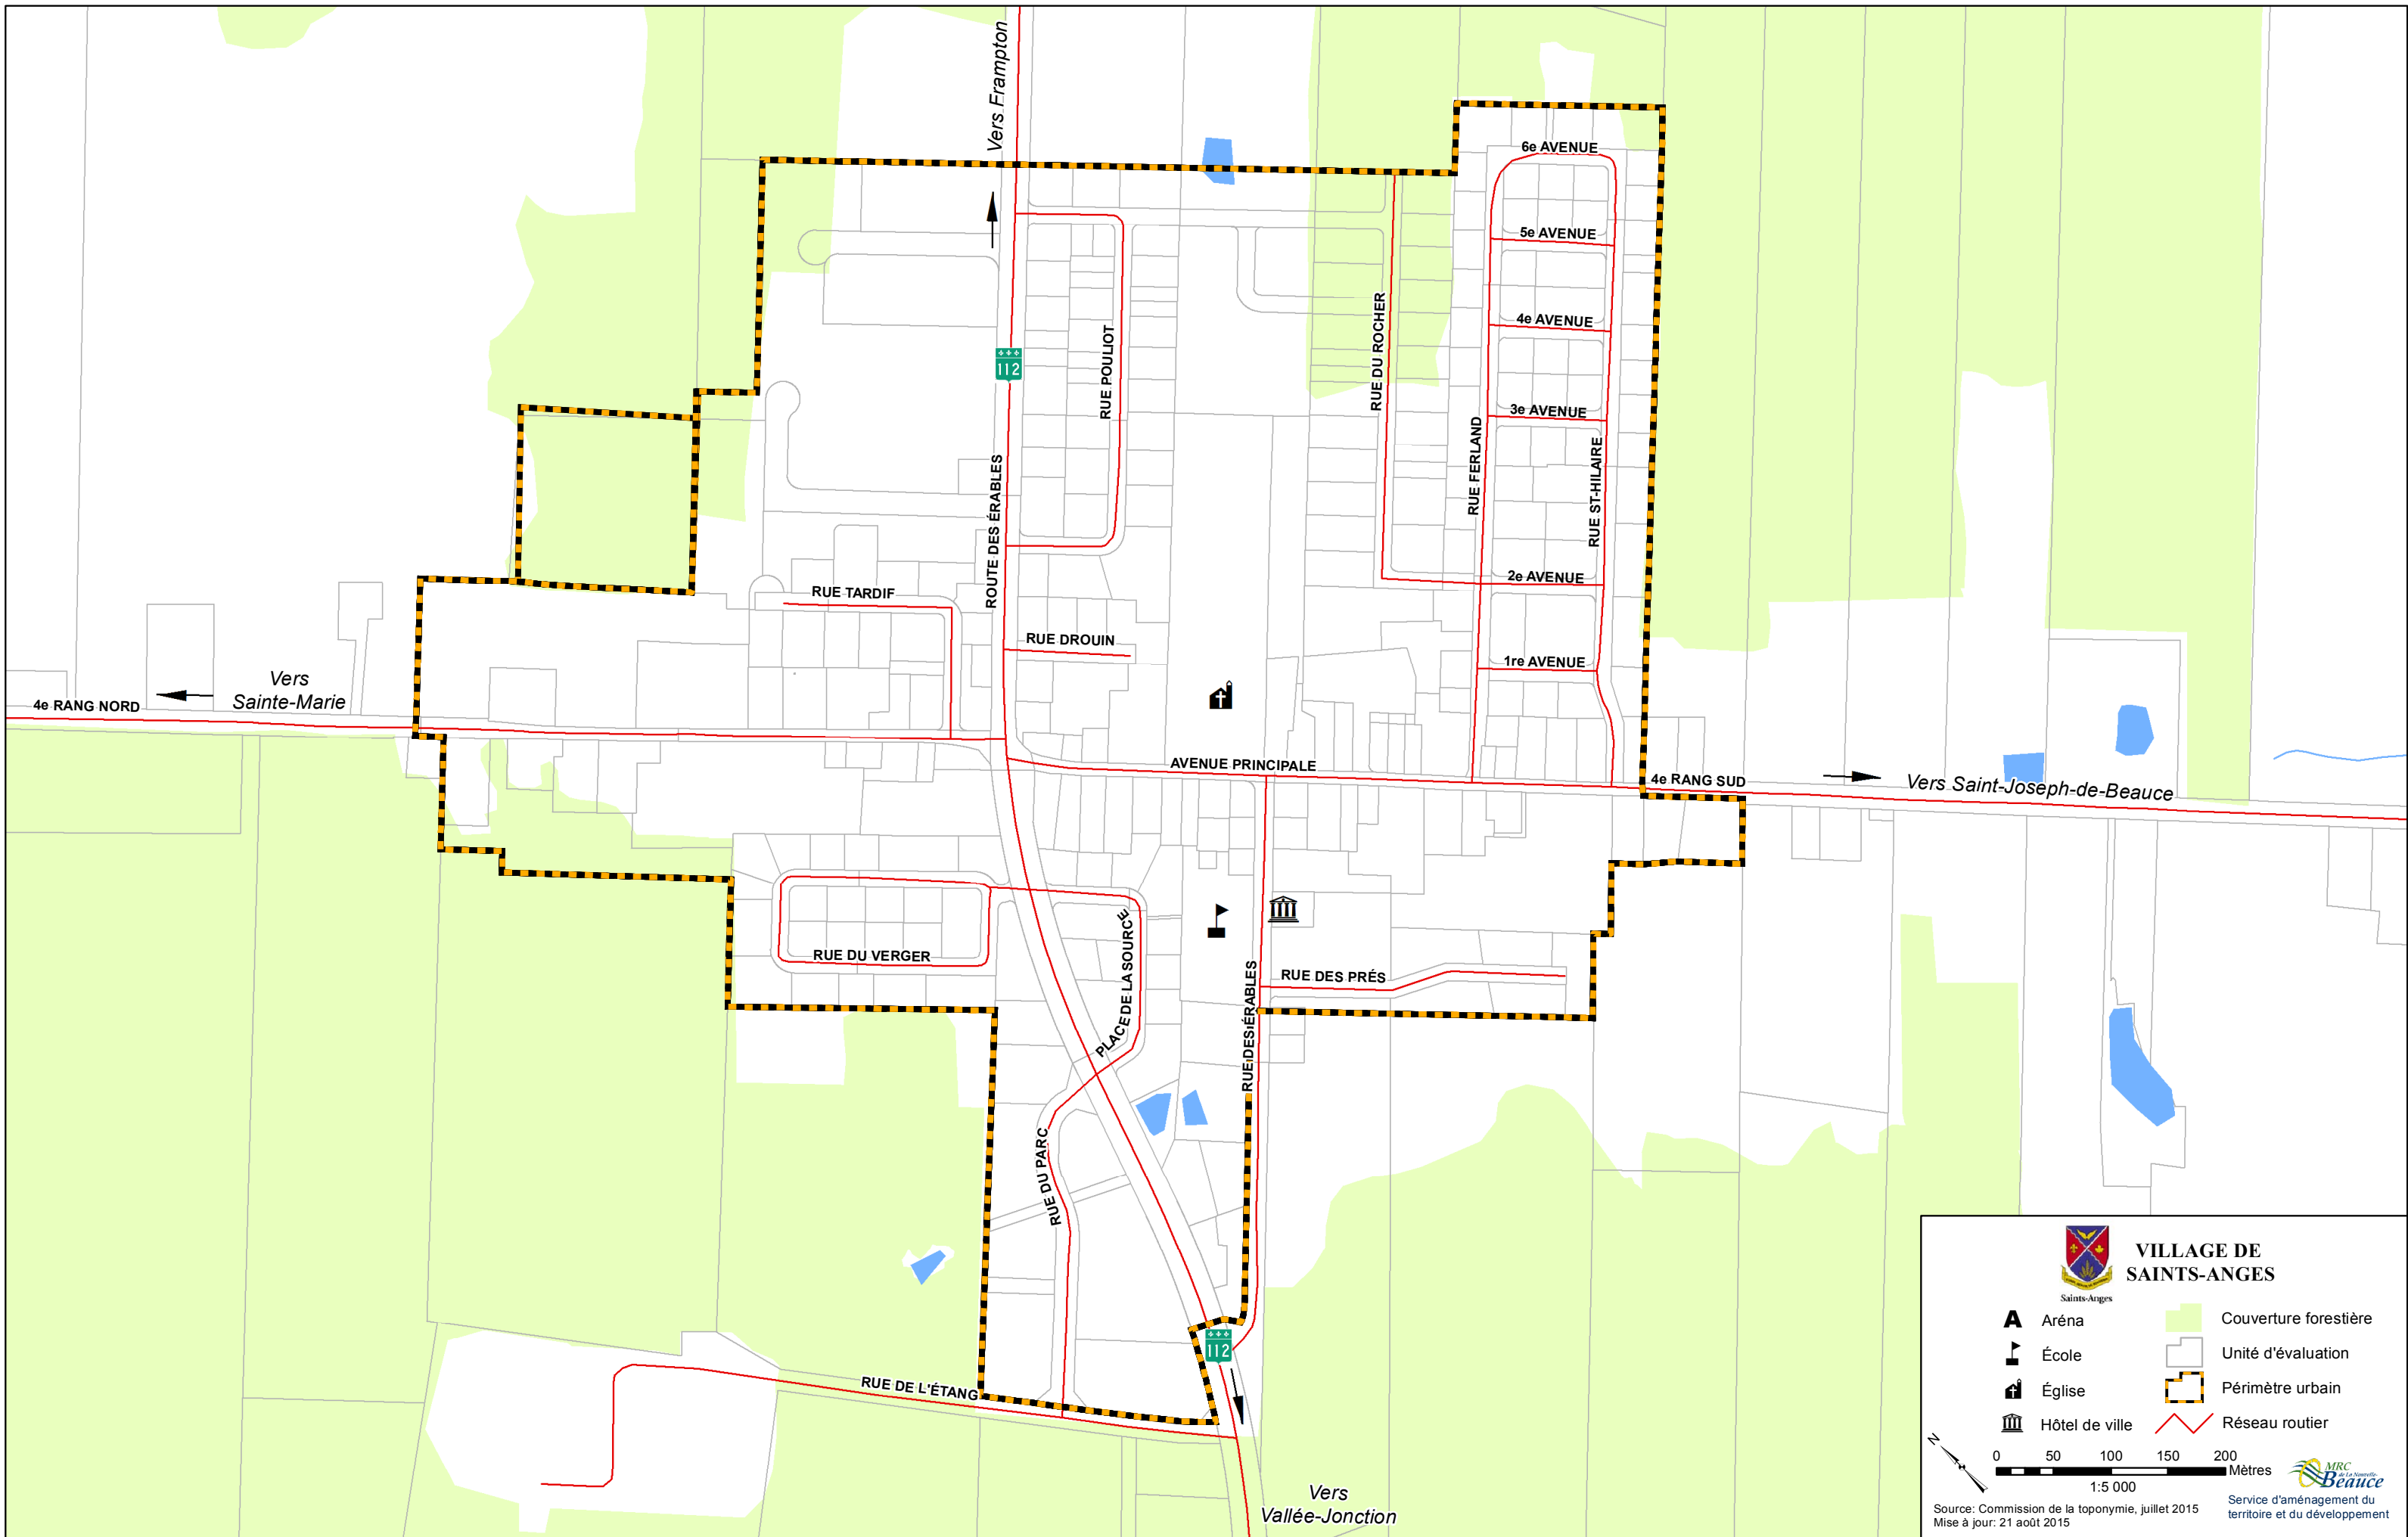 Vers Frampton
6e AVENUE
5e AVENUE
4e AVENUE
3e AVENUE
2e AVENUE
1re AVENUE
RUE POULIOT
RUE DU ROCHER
RUE FERLAND
RUE ST-HILAIRE
112
ROUTE DES ÉRABLES
RUE TARDIF
RUE DROUIN
Vers
Sainte-Marie
4e RANG NORD
AVENUE PRINCIPALE
4e RANG SUD
Vers Saint-Joseph-de-Beauce
RUE DU VERGER
PLACE DE LA SOURCE
RUE DES ÉRABLES
RUE DES PRÉS
RUE DU PARC
112
RUE DE L'ÉTANG
Vers
Vallée-Jonction
VILLAGE DE
SAINTS-ANGES
Saints-Anges
A Aréna
École
Église
Hôtel de ville
Couverture forestière
Unité d'évaluation
Périmètre urbain
Réseau routier
N
0 50 100 150 200
Mètres
1:5 000
MRC
de La Nouvelle-
Beauce
Service d'aménagement du
territoire et du développement
Source: Commission de la toponymie, juillet 2015
Mise à jour: 21 août 2015